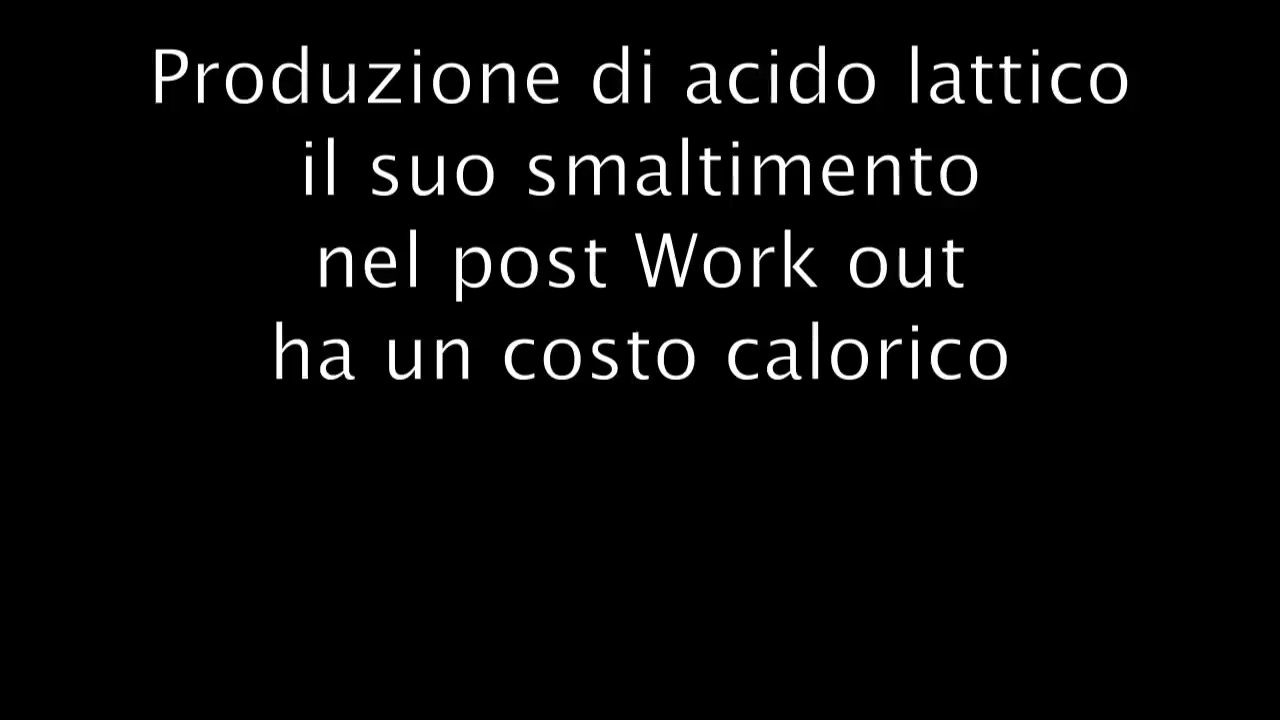 Produzione di acido lattico
il suo smaltimento
nel post Work out
ha un costo calorico